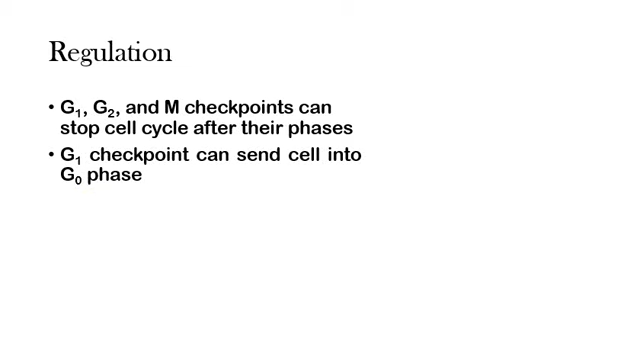 Regulation
• G₁, G₂, and M checkpoints can
stop cell cycle after their phases
• G₁ checkpoint can send cell into
G₀ phase